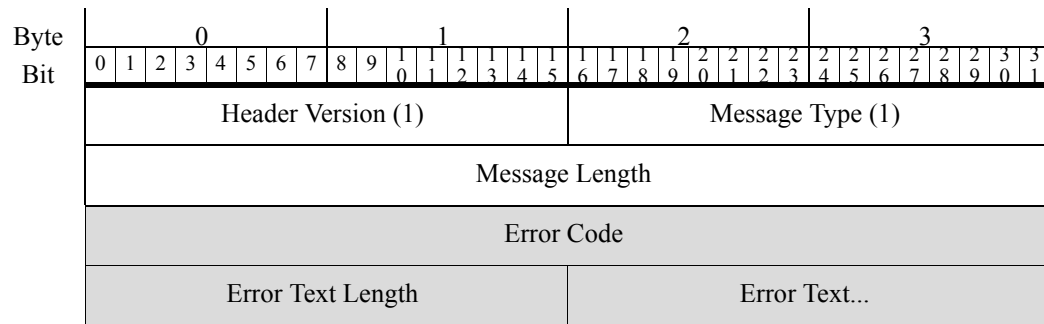 Byte 0 1 2 3
Bit 0 1 2 3 4 5 6 7 8 9 10 11 12 13 14 15 16 17 18 19 20 21 22 23 24 25 26 27 28 29 30 31
Header Version (1) Message Type (1)
Message Length
Error Code
Error Text Length Error Text...